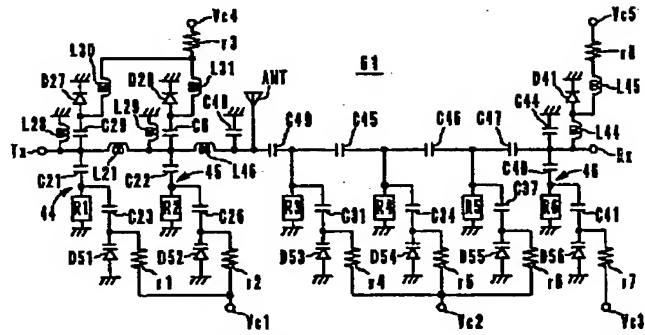 Vc4
Vc5
r3
r8
L30
61
D27
D28
L31
ANT
D41
L45
L28
C29
L29
C8
C48
C49
C45
C46
C47
C44
L44
Tx
Rx
L21
L46
C21
C22
45
C40
46
44
R1
C23
R2
C26
R3
C31
R4
C34
R5
C37
R6
C41
D51
r1
D52
r2
D53
r4
D54
r5
D55
r6
D56
r7
Vc1
Vc2
Vc3